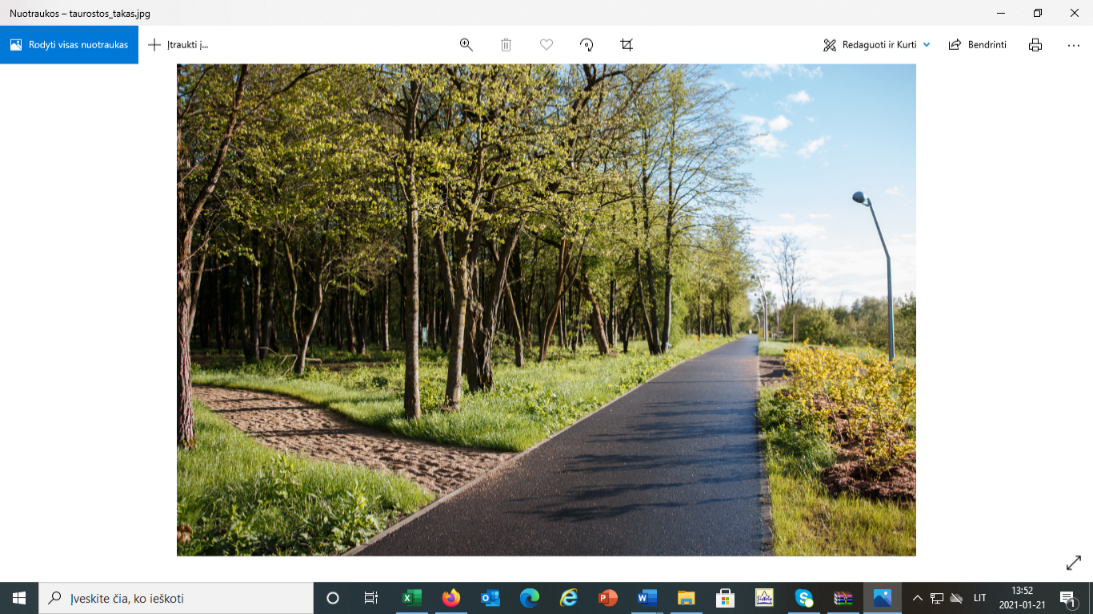 Nuotraukos – taurostos_takas.jpg
Rodyti visas nuotraukas
Įtraukti į...
Redaguoti ir Kurti
Bendrinti
Įveskite čia, ko ieškoti
LIT
13:52
2021-01-21
1